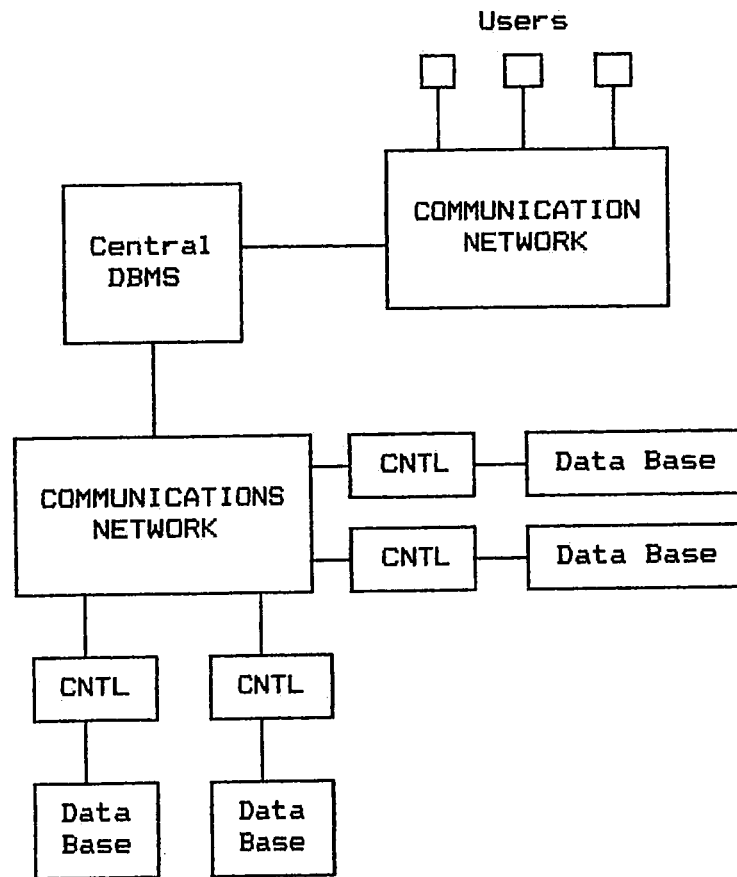 Users
COMMUNICATION
NETWORK
Central
DBMS
COMMUNICATIONS
NETWORK
CNTL
Data Base
CNTL
Data Base
CNTL
CNTL
Data
Base
Data
Base